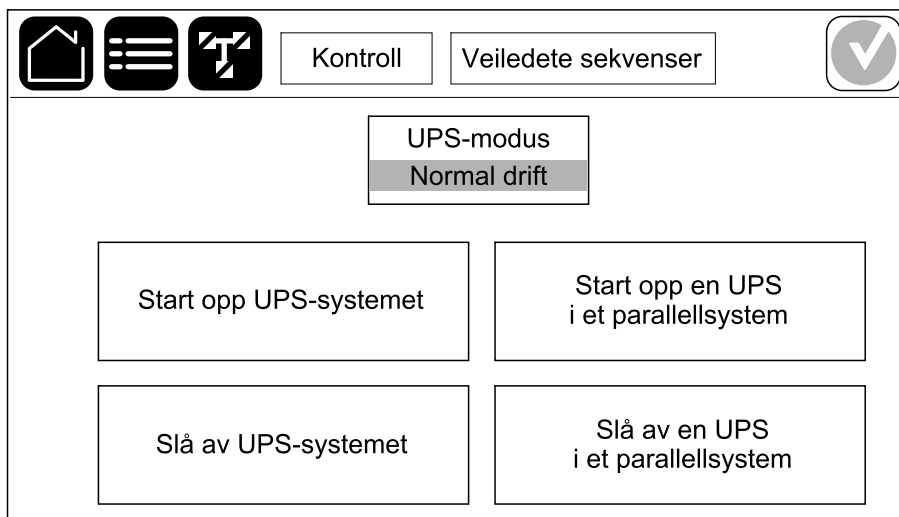 Kontroll
Veiledete sekvenser
UPS-modus
Normal drift
Start opp UPS-systemet
Start opp en UPS
i et parallellsystem
Slå av UPS-systemet
Slå av en UPS
i et parallellsystem